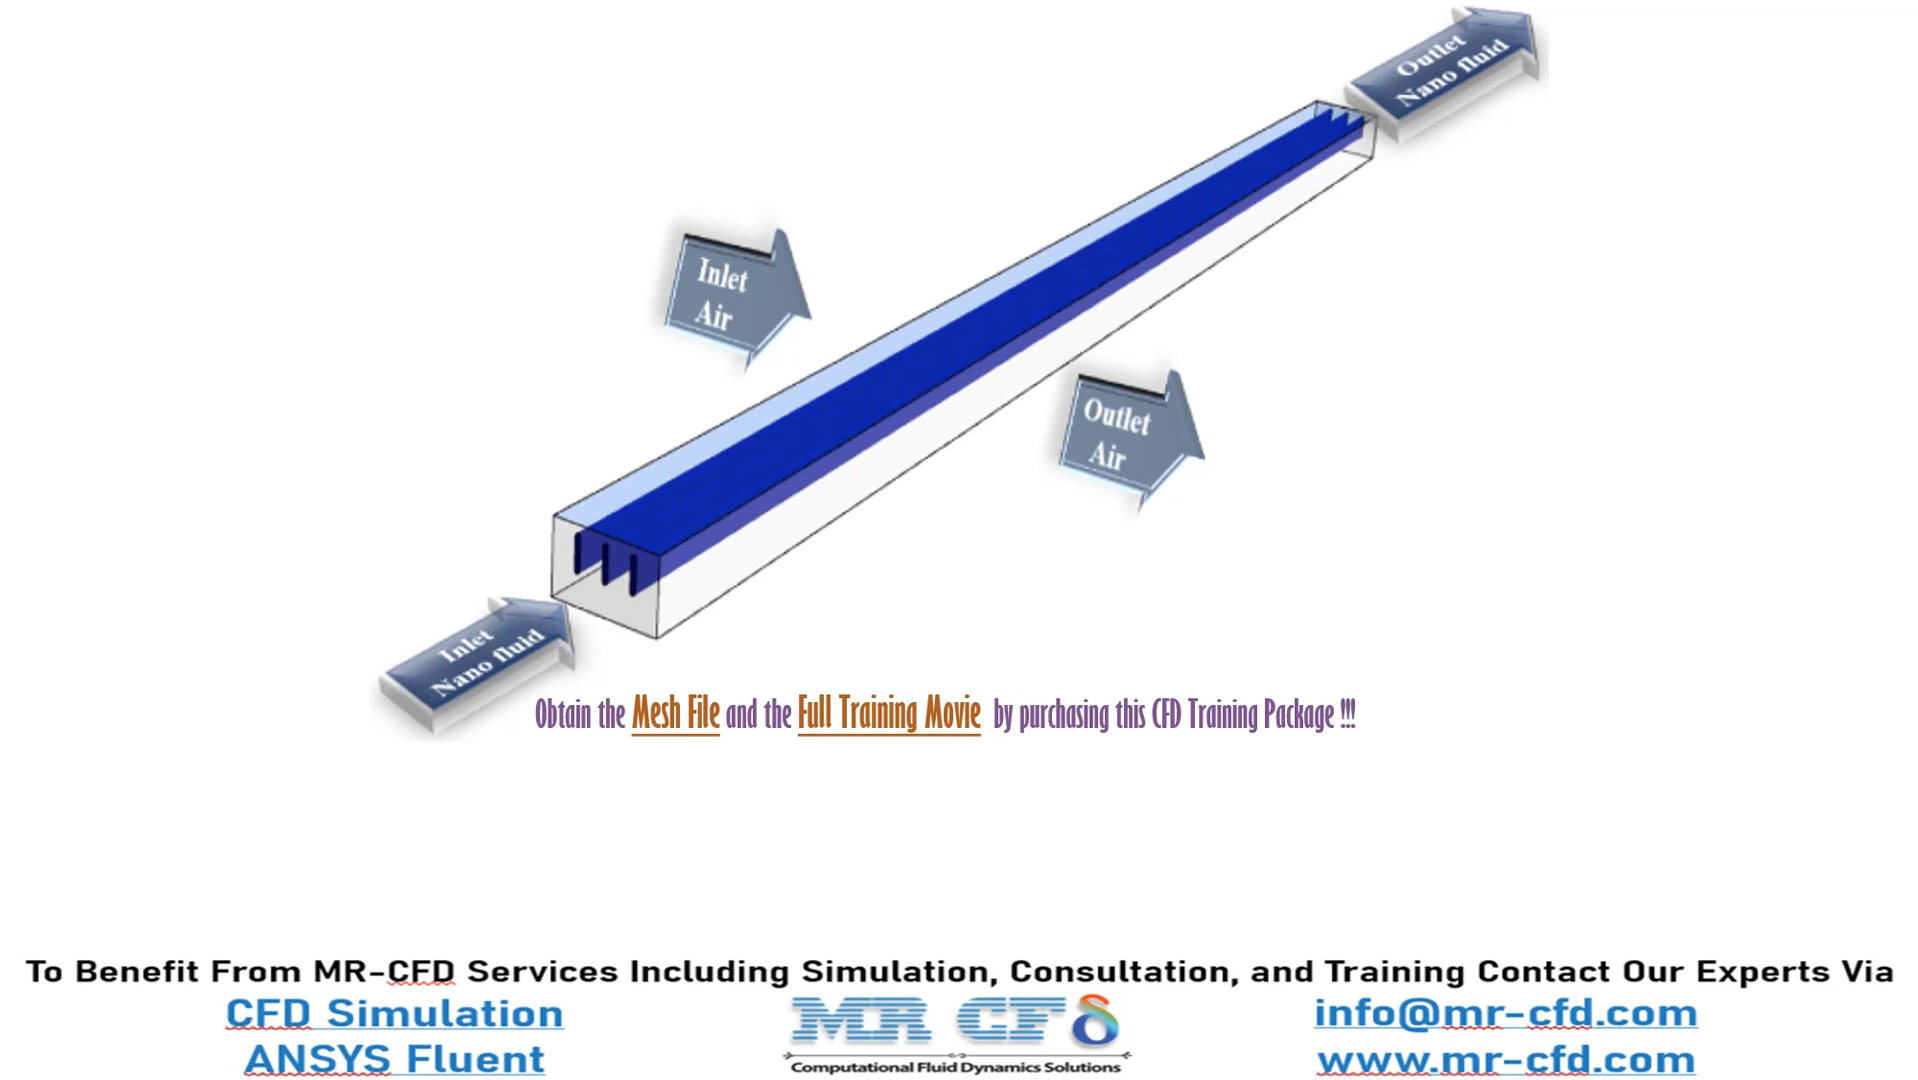 Outlet
Nano fluid
Inlet
Air
Outlet
Air
Inlet
Nano fluid
Obtain the Mesh File and the Full Training Movie by purchasing this CFD Training Package !!!
To Benefit From MR-CFD Services Including Simulation, Consultation, and Training Contact Our Experts Via
CFD Simulation
ANSYS Fluent
MR CFδ
Computational Fluid Dynamics Solutions
info@mr-cfd.com
www.mr-cfd.com